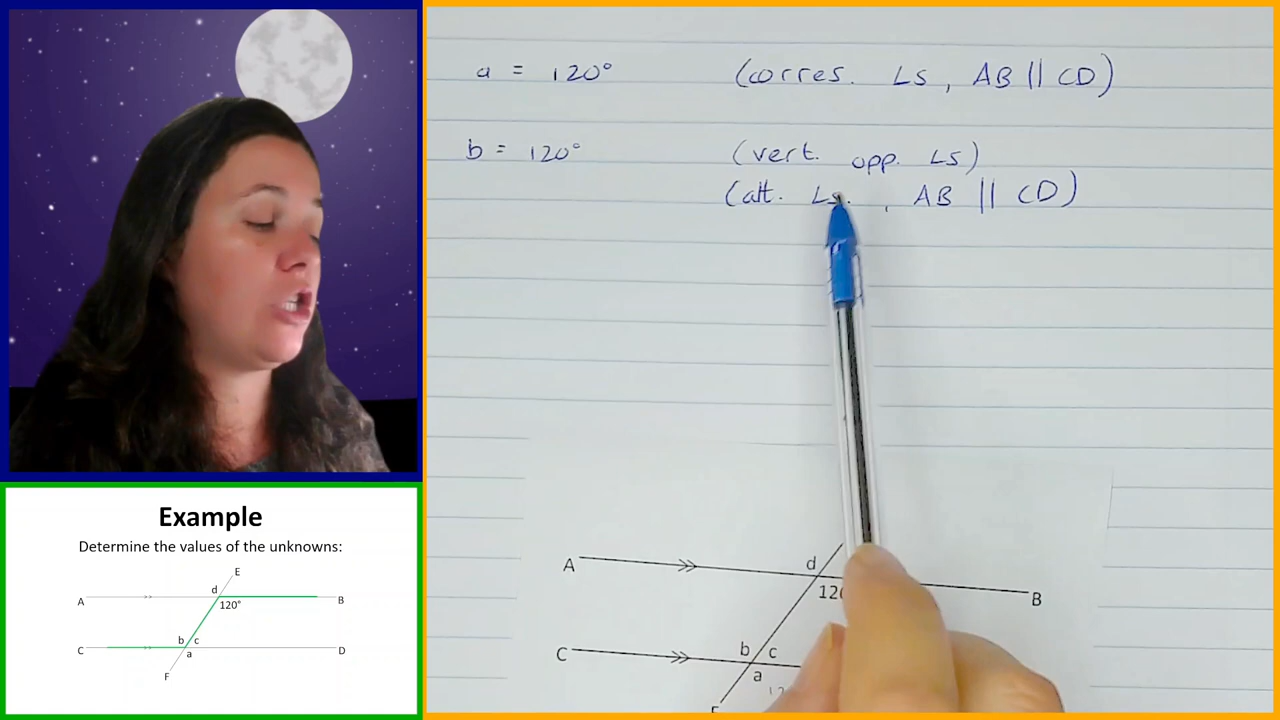 a = 120° (corres. ∠s, AB || CD)
b = 120° (vert. opp. ∠s)
(alt. ∠s. , AB || CD)
Example
Determine the values of the unknowns:
E
d
A B
120°
b c
C D
a
F
d
A
B
b c
C
a